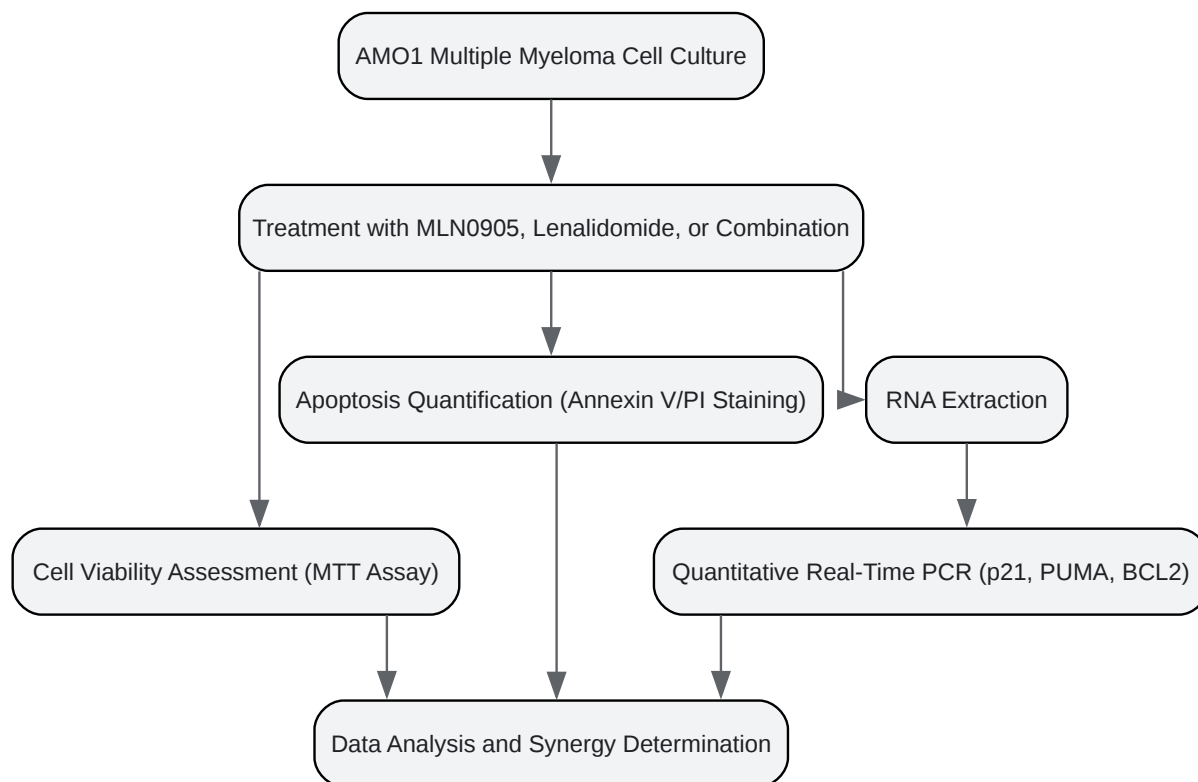 AMO1 Multiple Myeloma Cell Culture
Treatment with MLN0905, Lenalidomide, or Combination
Apoptosis Quantification (Annexin V/PI Staining)
RNA Extraction
Cell Viability Assessment (MTT Assay)
Quantitative Real-Time PCR (p21, PUMA, BCL2)
Data Analysis and Synergy Determination